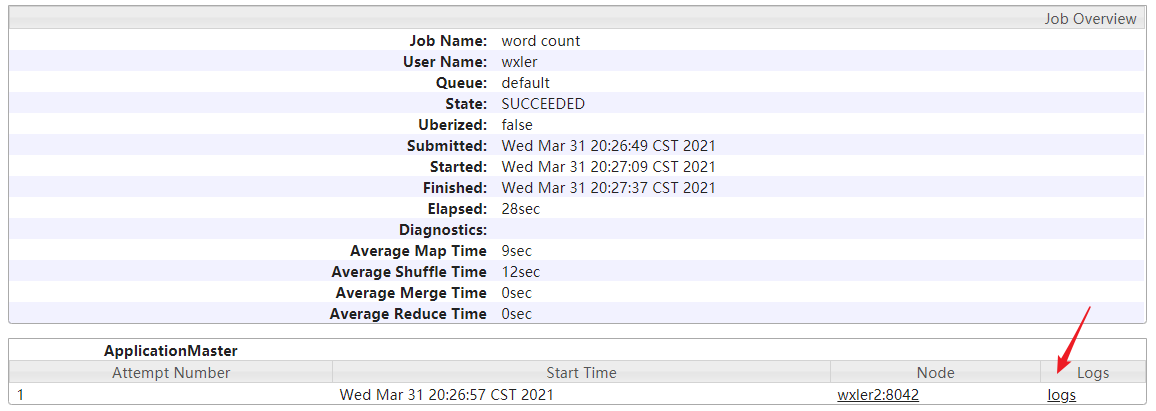 Job Overview
Job Name: word count
User Name: wxler
Queue: default
State: SUCCEEDED
Uberized: false
Submitted: Wed Mar 31 20:26:49 CST 2021
Started: Wed Mar 31 20:27:09 CST 2021
Finished: Wed Mar 31 20:27:37 CST 2021
Elapsed: 28sec
Diagnostics:
Average Map Time 9sec
Average Shuffle Time 12sec
Average Merge Time 0sec
Average Reduce Time 0sec
ApplicationMaster
Attempt Number Start Time Node Logs
1 Wed Mar 31 20:26:57 CST 2021 wxler2:8042 logs